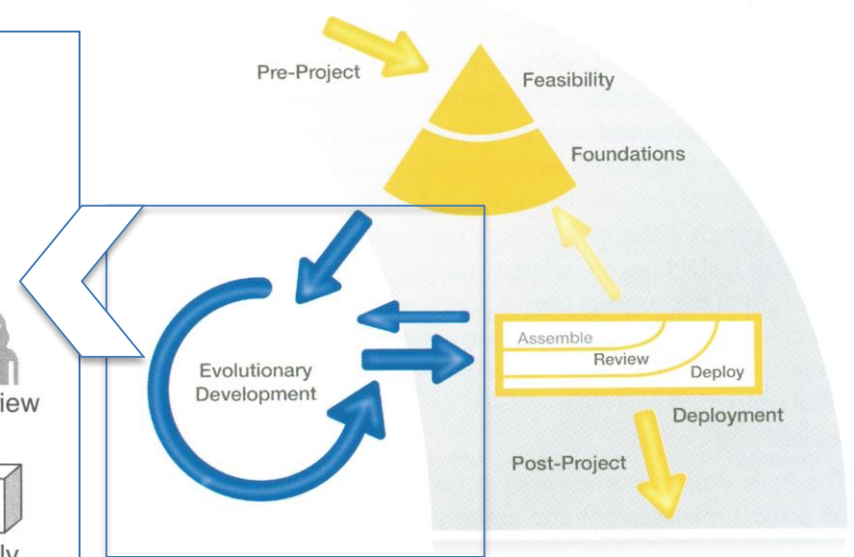 Pre-Project
Feasibility
Foundations
Evolutionary
Development
Assemble
Review
Deploy
Deployment
Post-Project
iew
ly